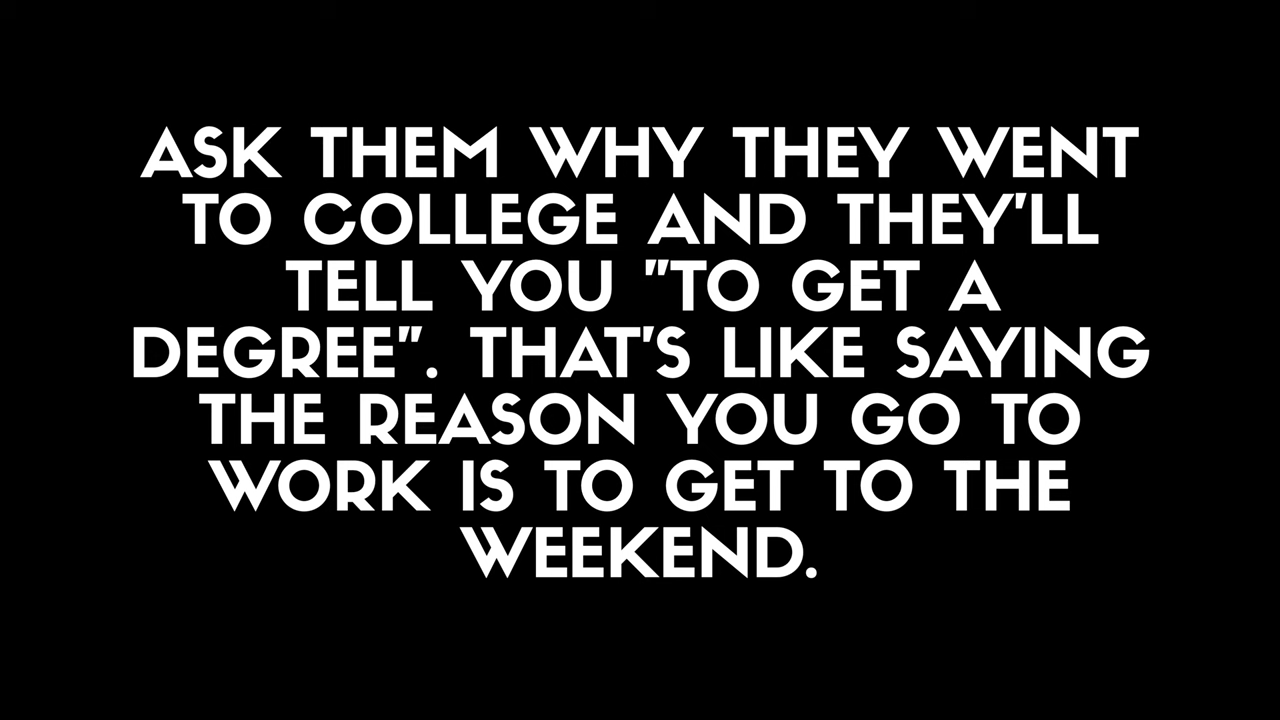 ASK THEM WHY THEY WENT
TO COLLEGE AND THEY'LL
TELL YOU "TO GET A
DEGREE". THAT'S LIKE SAYING
THE REASON YOU GO TO
WORK IS TO GET TO THE
WEEKEND.